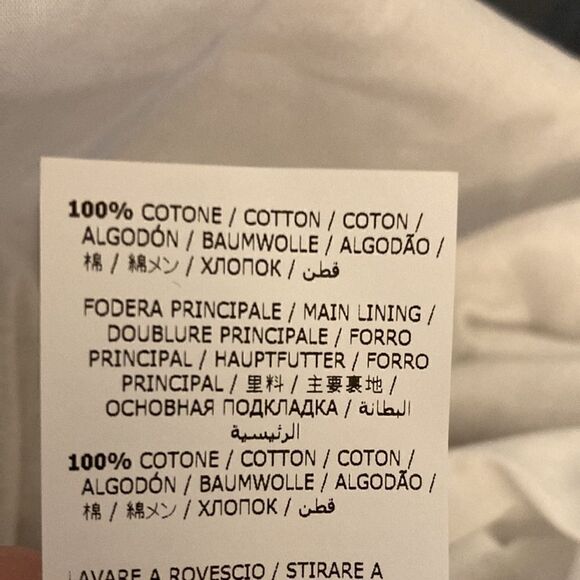 100% COTONE / COTTON / COTON /
ALGODÓN / BAUMWOLLE / ALGODÃO /
棉 / 綿メン / ХЛОПОК / قطن
FODERA PRINCIPALE / MAIN LINING /
DOUBLURE PRINCIPALE / FORRO
PRINCIPAL / HAUPTFUTTER / FORRO
PRINCIPAL / 里料 / 主要裏地 /
ОСНОВНАЯ ПОДКЛАДКА / البطانة
الرئيسية
100% COTONE / COTTON / COTON /
ALGODÓN / BAUMWOLLE / ALGODÃO /
棉 / 綿メン / ХЛОПОК / قطن
LAVARE A ROVESCIO / STIRARE A